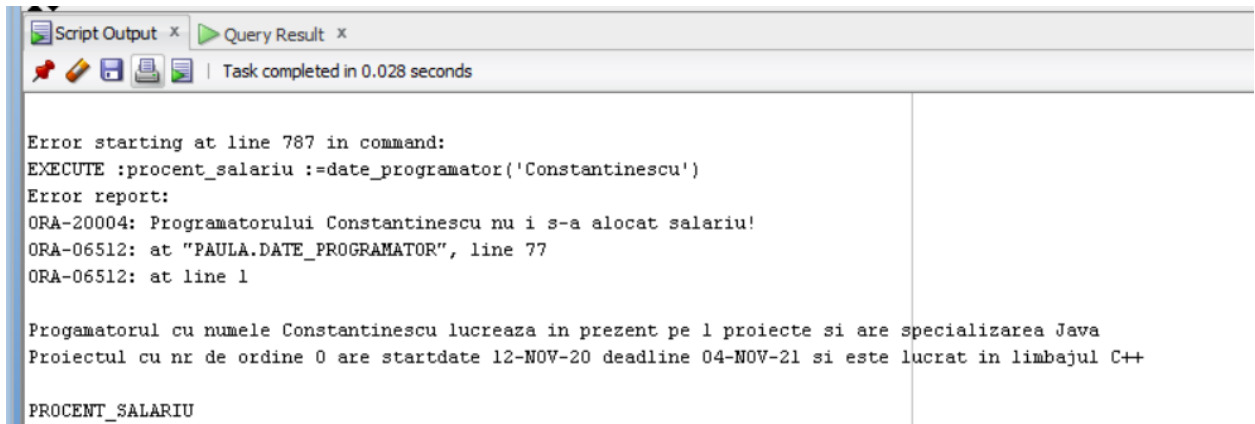 Script Output x Query Result x
Task completed in 0.028 seconds
Error starting at line 787 in command:
EXECUTE :procent_salariu :=date_programator('Constantinescu')
Error report:
ORA-20004: Programatorului Constantinescu nu i s-a alocat salariu!
ORA-06512: at "PAULA.DATE_PROGRAMATOR", line 77
ORA-06512: at line 1
Progamatorul cu numele Constantinescu lucreaza in prezent pe 1 proiecte si are specializarea Java
Proiectul cu nr de ordine 0 are startdate 12-NOV-20 deadline 04-NOV-21 si este lucrat in limbajul C++
PROCENT_SALARIU